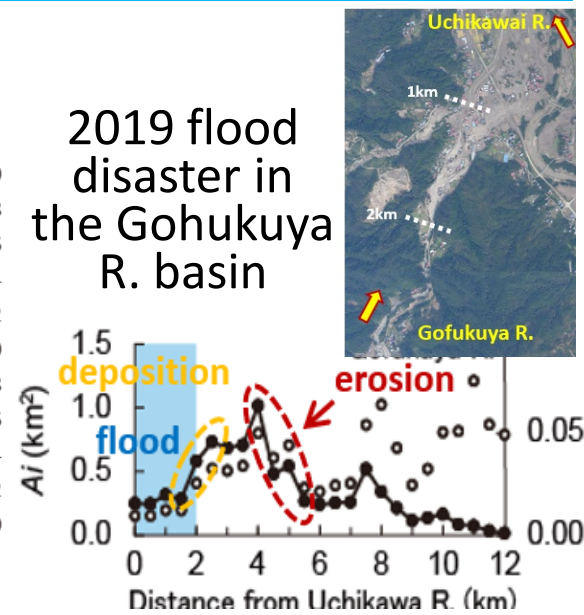 2019 flood
disaster in
the Gohukuya
R. basin
Uchikawai R.
1km
2km
Gofukuya R.
deposition
erosion
flood
Ai (km²)
1.5
1.0
0.5
0.0
0.05
0.00
0 2 4 6 8 10 12
Distance from Uchikawa R. (km)